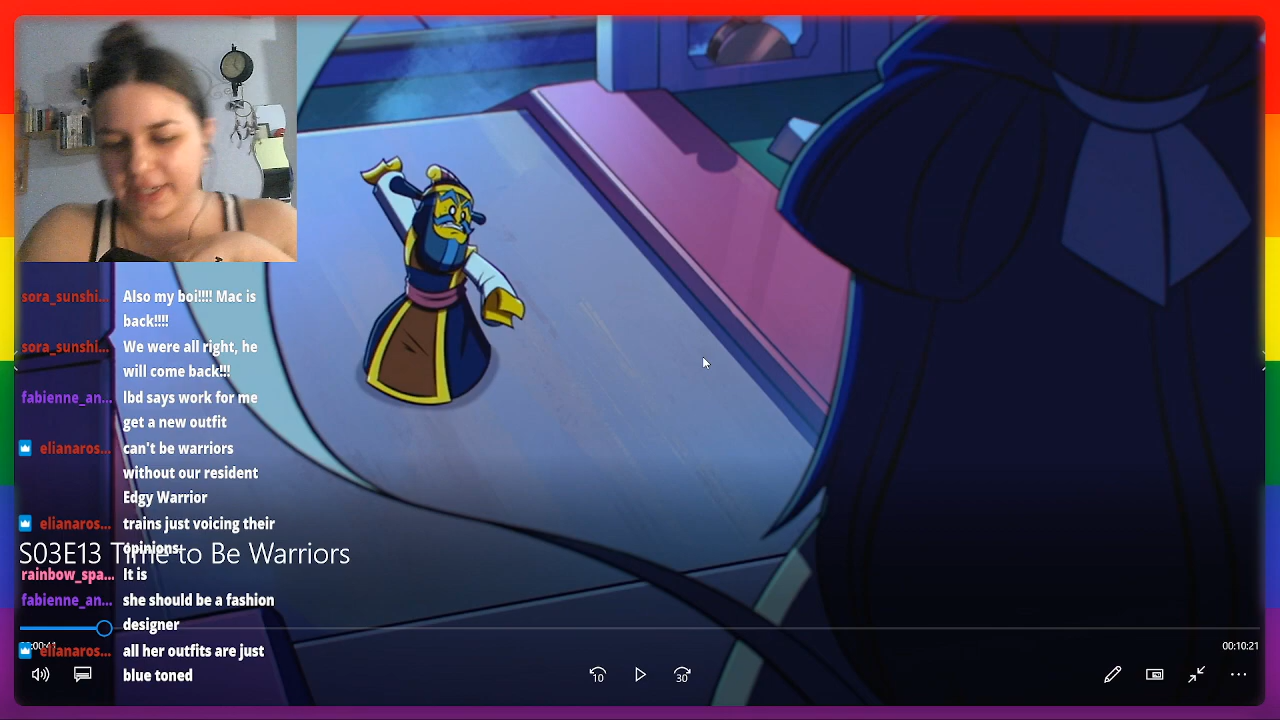 sora_sunshi... Also my boi!!!! Mac is
back!!!!
sora_sunshi... We were all right, he
will come back!!!
fabienne_an... lbd says work for me
get a new outfit
elianaros... can't be warriors
without our resident
Edgy Warrior
elianaros... trains just voicing their
opinions
S03E13 Time to Be Warriors
rainbow_spa... It is
fabienne_an... she should be a fashion
designer
00:10:21
elianaros... all her outfits are just
blue toned
10
30